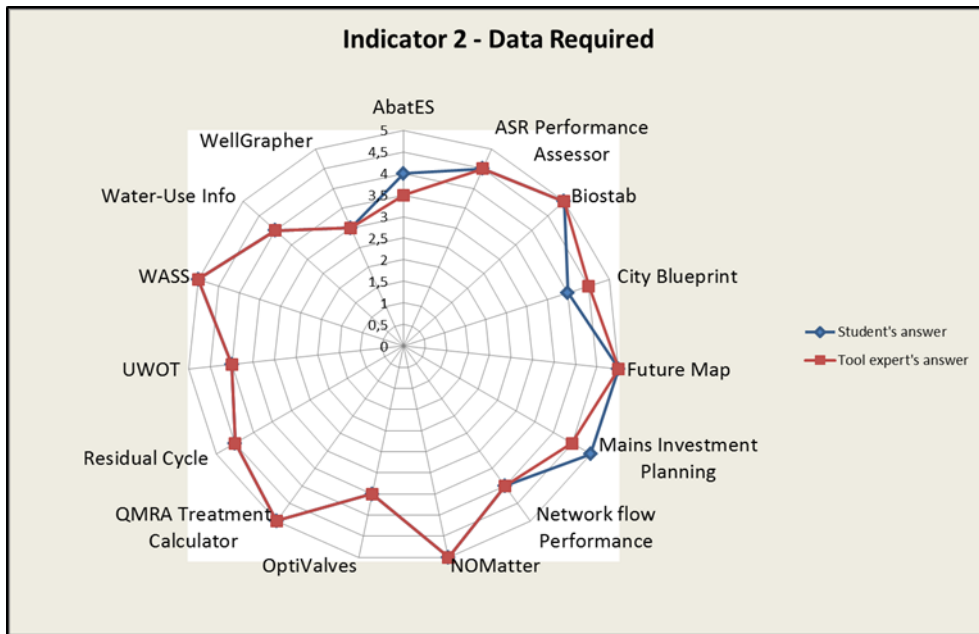 Indicator 2 - Data Required
AbatES
ASR Performance
Assessor
Biostab
City Blueprint
Future Map
Mains Investment
Planning
Network flow
Performance
NOMatter
OptiValves
QMRA Treatment
Calculator
Residual Cycle
UWOT
WASS
Water-Use Info
WellGrapher
5
4,5
4
3,5
3
2,5
2
1,5
1
0,5
0
Student's answer
Tool expert's answer